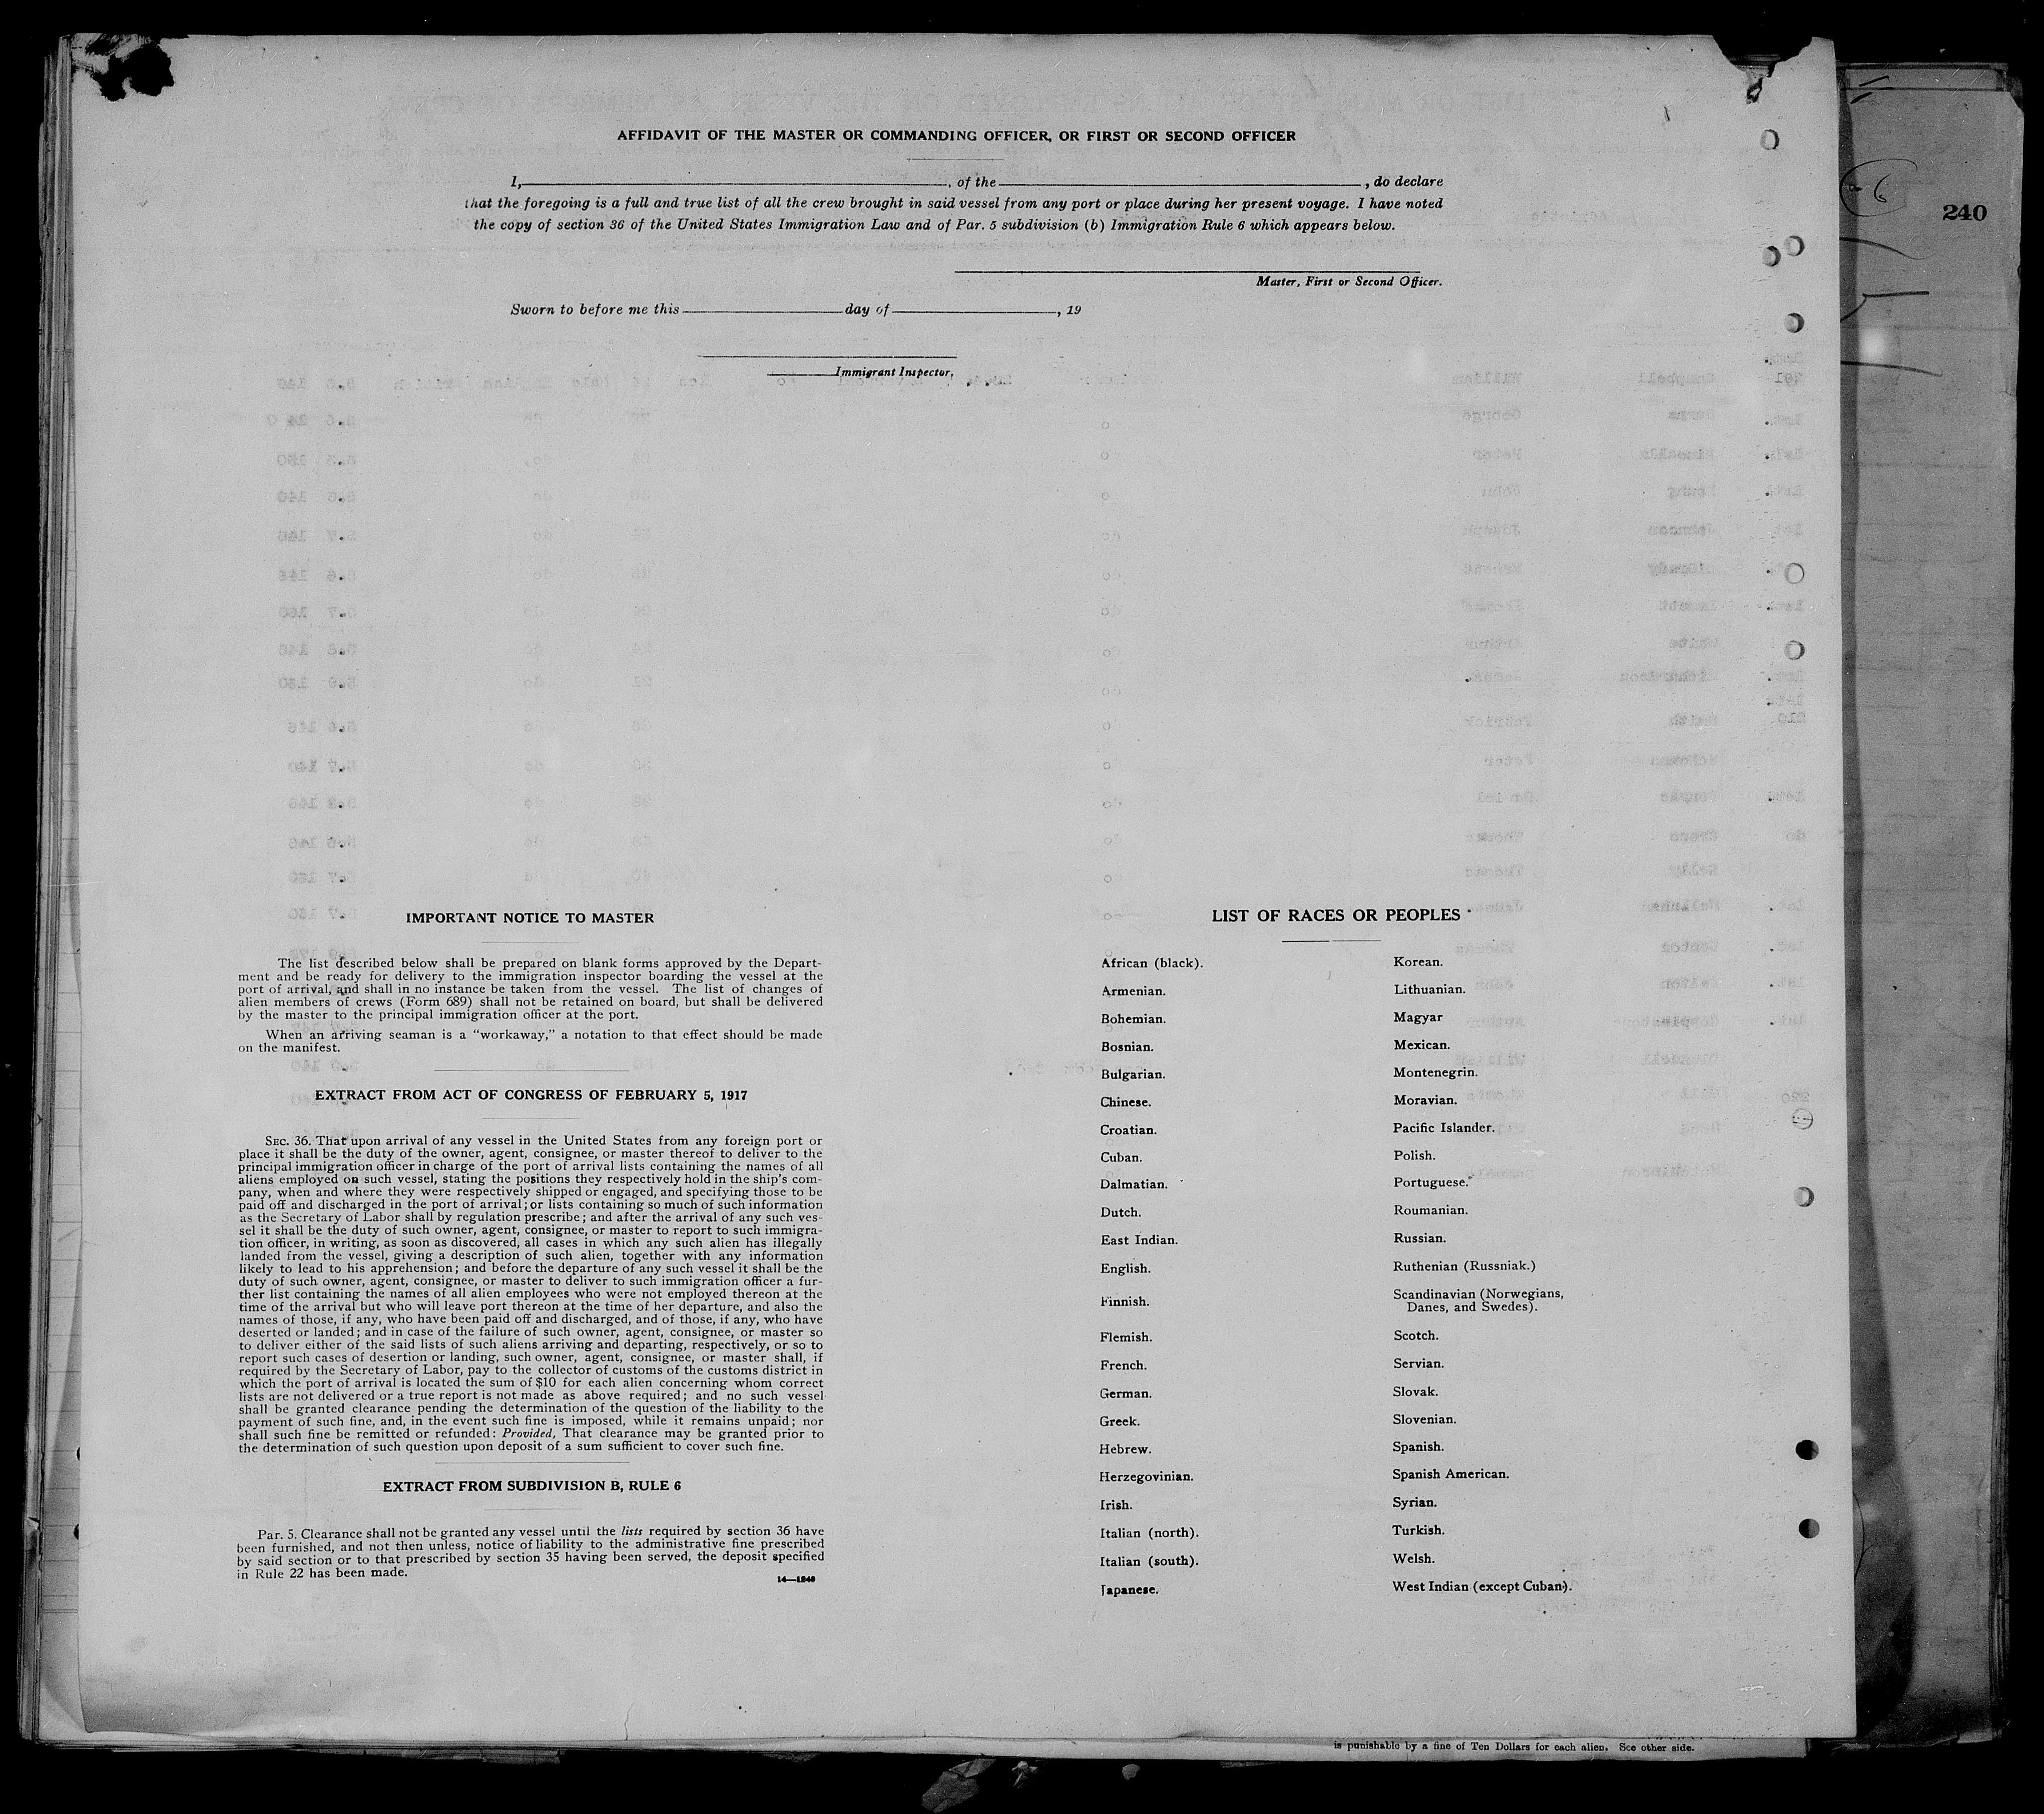 AFFIDAVIT OF THE MASTER OR COMMANDING OFFICER, OR FIRST OR SECOND OFFICER
I, , of the , do declare
that the foregoing is a full and true list of all the crew brought in said vessel from any port or place during her present voyage. I have noted
the copy of section 36 of the United States Immigration Law and of Par. 5 subdivision (b) Immigration Rule 6 which appears below.
Master, First or Second Officer.
Sworn to before me this day of , 19
Immigrant Inspector.
6
240
IMPORTANT NOTICE TO MASTER
The list described below shall be prepared on blank forms approved by the Depart-
ment and be ready for delivery to the immigration inspector boarding the vessel at the
port of arrival, and shall in no instance be taken from the vessel. The list of changes of
alien members of crews (Form 689) shall not be retained on board, but shall be delivered
by the master to the principal immigration officer at the port.
When an arriving seaman is a “workaway,” a notation to that effect should be made
on the manifest.
EXTRACT FROM ACT OF CONGRESS OF FEBRUARY 5, 1917
SEC. 36. That upon arrival of any vessel in the United States from any foreign port or
place it shall be the duty of the owner, agent, consignee, or master thereof to deliver to the
principal immigration officer in charge of the port of arrival lists containing the names of all
aliens employed on such vessel, stating the positions they respectively hold in the ship's com-
pany, when and where they were respectively shipped or engaged, and specifying those to be
paid off and discharged in the port of arrival; or lists containing so much of such information
as the Secretary of Labor shall by regulation prescribe; and after the arrival of any such ves-
sel it shall be the duty of such owner, agent, consignee, or master to report to such immigra-
tion officer, in writing, as soon as discovered, all cases in which any such alien has illegally
landed from the vessel, giving a description of such alien, together with any information
likely to lead to his apprehension; and before the departure of any such vessel it shall be the
duty of such owner, agent, consignee, or master to deliver to such immigration officer a fur-
ther list containing the names of all alien employees who were not employed thereon at the
time of the arrival but who will leave port thereon at the time of her departure, and also the
names of those, if any, who have been paid off and discharged, and of those, if any, who have
deserted or landed; and in case of the failure of such owner, agent, consignee, or master so
to deliver either of the said lists of such aliens arriving and departing, respectively, or so to
report such cases of desertion or landing, such owner, agent, consignee, or master shall, if
required by the Secretary of Labor, pay to the collector of customs of the customs district in
which the port of arrival is located the sum of $10 for each alien concerning whom correct
lists are not delivered or a true report is not made as above required; and no such vessel
shall be granted clearance pending the determination of the question of the liability to the
payment of such fine, and, in the event such fine is imposed, while it remains unpaid; nor
shall such fine be remitted or refunded: Provided, That clearance may be granted prior to
the determination of such question upon deposit of a sum sufficient to cover such fine.
EXTRACT FROM SUBDIVISION B, RULE 6
Par. 5. Clearance shall not be granted any vessel until the lists required by section 36 have
been furnished, and not then unless, notice of liability to the administrative fine prescribed
by said section or to that prescribed by section 35 having been served, the deposit specified
in Rule 22 has been made.
14—1240
LIST OF RACES OR PEOPLES
African (black).
Armenian.
Bohemian.
Bosnian.
Bulgarian.
Chinese.
Croatian.
Cuban.
Dalmatian.
Dutch.
East Indian.
English.
Finnish.
Flemish.
French.
German.
Greek.
Hebrew.
Herzegovinian.
Irish.
Italian (north).
Italian (south).
Japanese.
Korean.
Lithuanian.
Magyar
Mexican.
Montenegrin.
Moravian.
Pacific Islander.
Polish.
Portuguese.
Roumanian.
Russian.
Ruthenian (Russniak.)
Scandinavian (Norwegians,
Danes, and Swedes).
Scotch.
Servian.
Slovak.
Slovenian.
Spanish.
Spanish American.
Syrian.
Turkish.
Welsh.
West Indian (except Cuban).
is punishable by a fine of Ten Dollars for each alien. See other side.